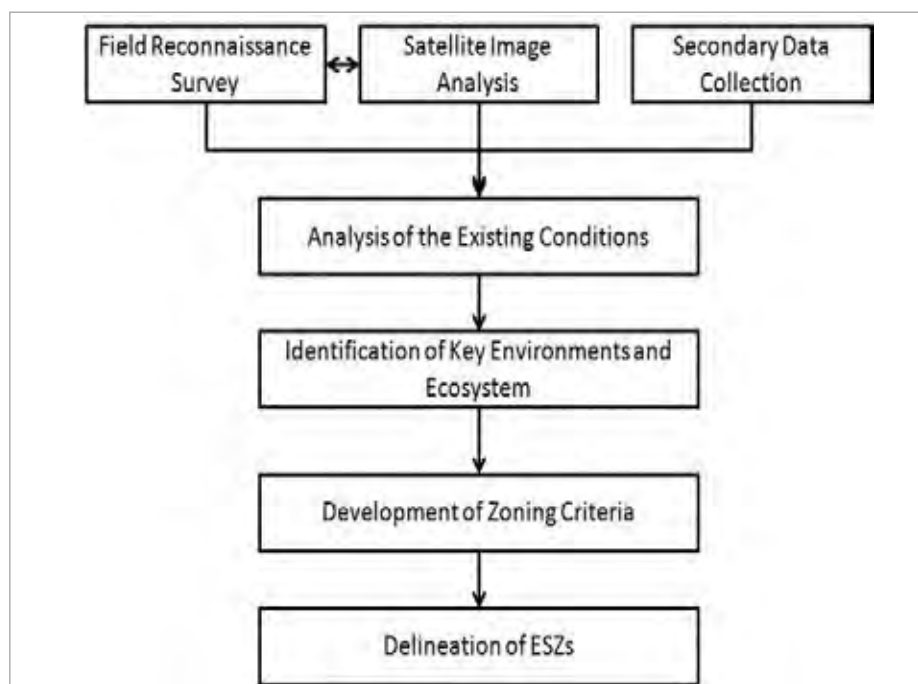 Field Reconnaissance
Survey
Satellite Image
Analysis
Secondary Data
Collection
Analysis of the Existing Conditions
Identification of Key Environments and
Ecosystem
Development of Zoning Criteria
Delineation of ESZs